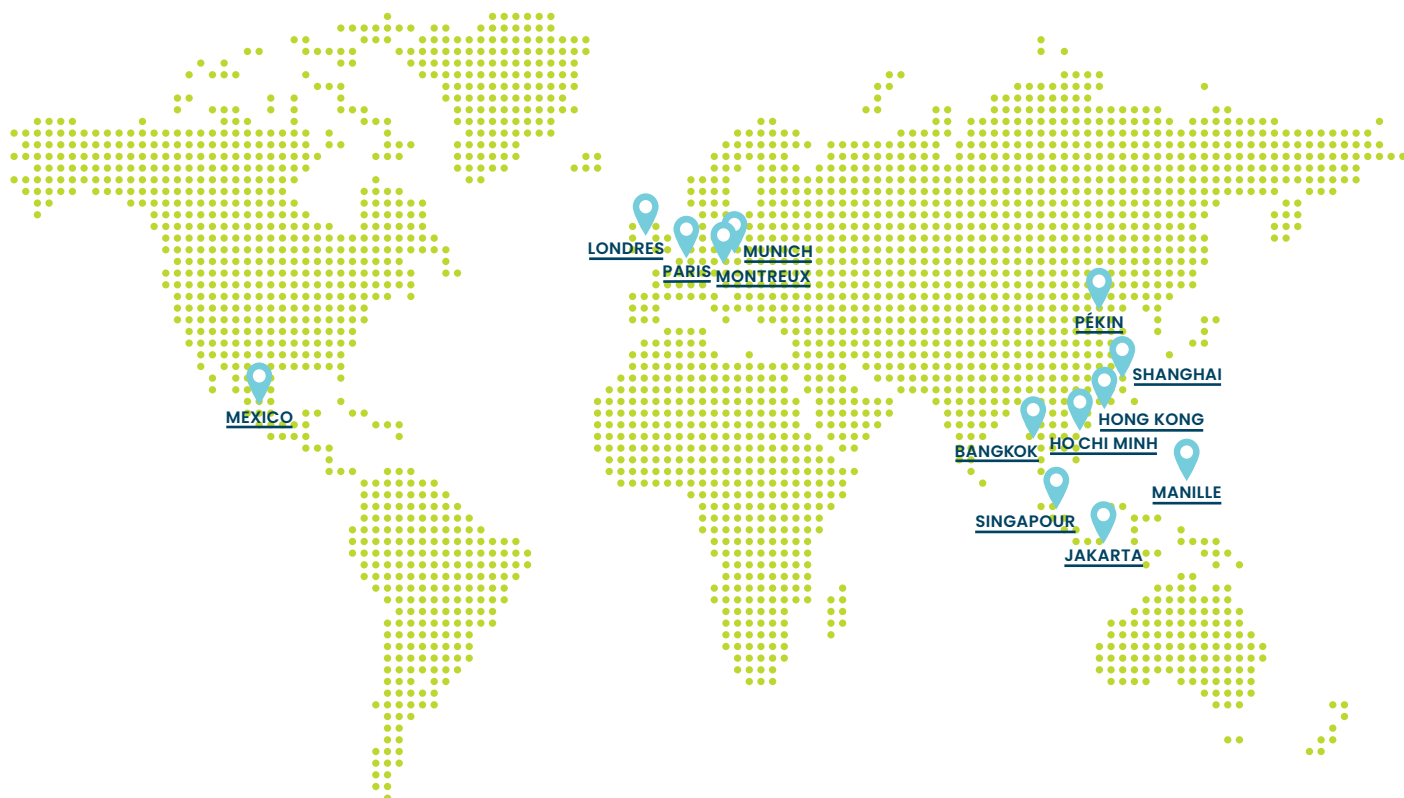 LONDRES
MUNICH
PARIS
MONTREUX
PÉKIN
SHANGHAI
MEXICO
HONG KONG
HO CHI MINH
BANGKOK
MANILLE
SINGAPOUR
JAKARTA